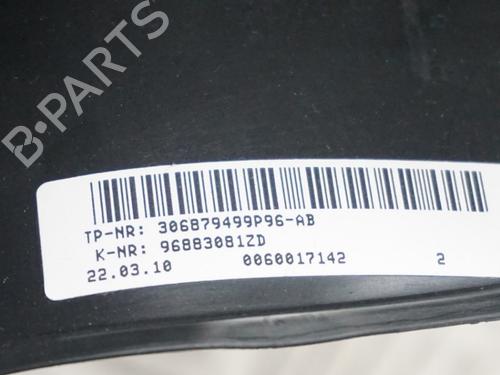 B-PARTS
TP-NR: 306879499P96-AB
K-NR: 96883081ZD
22.03.10 0060017142 2